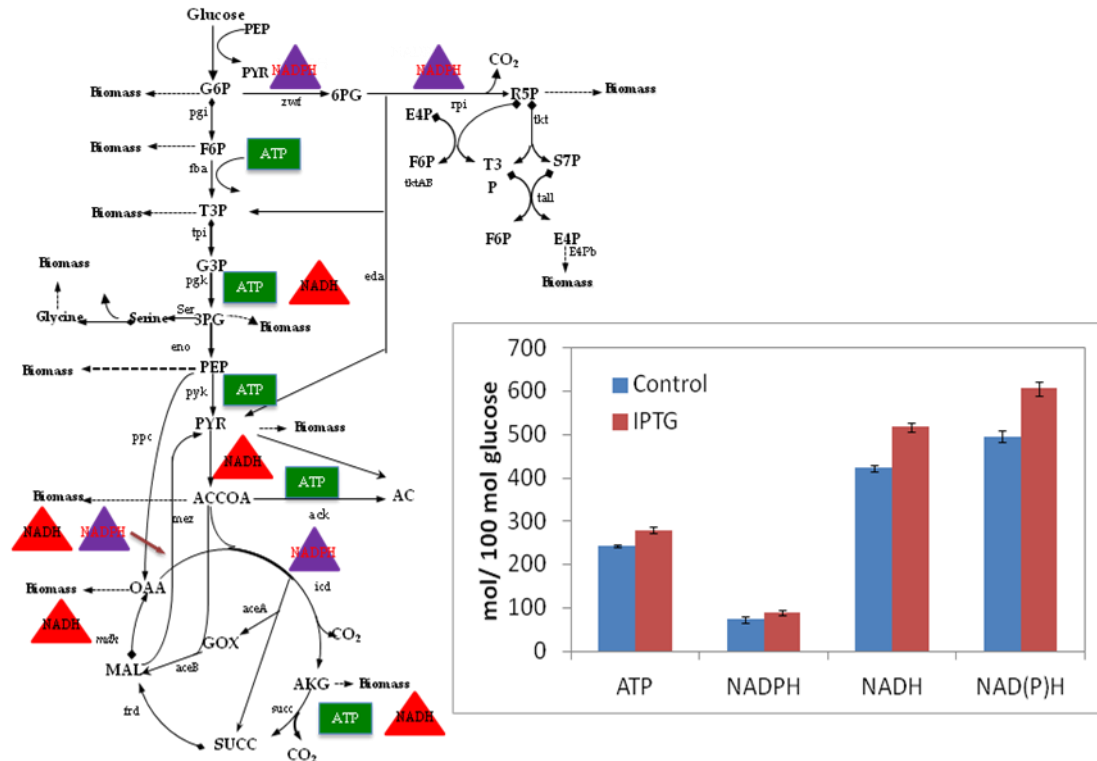 Glucose
PEP
PYR
NADPH
NADPH
CO2
Biomass
G6P
zwf
6PG
rpi
R5P
Biomass
pgi
E4P
tkt
Biomass
F6P
ATP
fba
F6P
T3
P
S7P
tktAB
tall
Biomass
T3P
tpi
F6P
E4P
E4Pb
Biomass
G3P
Biomass
pgk
ATP
NADH
eda
Glycine
Serine
Ser
3PG
Biomass
eno
Biomass
PEP
pyk
ATP
ppc
PYR
Biomass
NADH
ATP
AC
Biomass
ACCOA
ack
mez
NADH
NADPH
NADPH
Biomass
OAA
icd
NADH
mdh
aceA
GOX
CO2
MAL
aceB
AKG
Biomass
frd
succ
ATP
NADH
SUCC
CO2
700
600
500
400
300
200
100
0
mol/ 100 mol glucose
Control
IPTG
ATP
NADPH
NADH
NAD(P)H